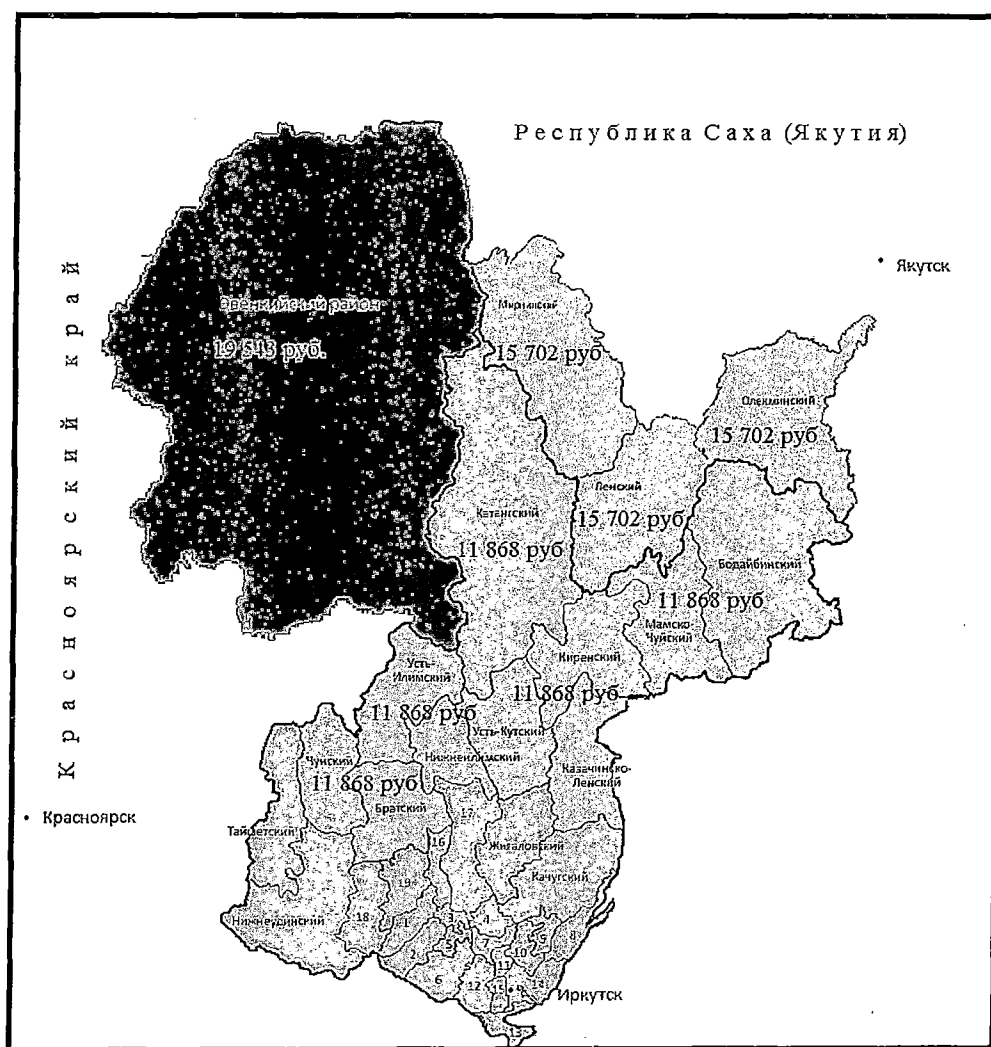 Республика Саха (Якутия)
Красноярский край
Якутск
Эвенкийский район
19 843 руб.
Мирнинский
15 702 руб
Олекминский
15 702 руб
Ленский
15 702 руб
Катангский
11 868 руб
Бодайбинский
11 868 руб
Мамско-
Чуйский
Киренский
11 868 руб
Усть-
Илимский
11 868 руб
Усть-Кутский
Нижнеилимский
Чунский
11 868 руб
Братский
Казачинско-
Ленский
Красноярск
Тайшетский
17
16
Жигаловский
Качугский
19
Нижнеудинский
18
1
3
4
2
5
7
9
8
10
11
6
12
15
14
Иркутск
13